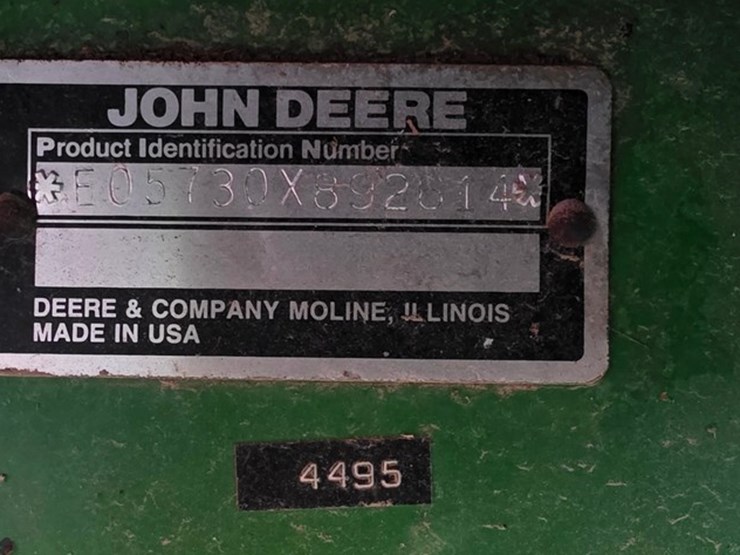 JOHN DEERE
Product Identification Number
*E05730X892614*
DEERE & COMPANY MOLINE, ILLINOIS
MADE IN USA
4495